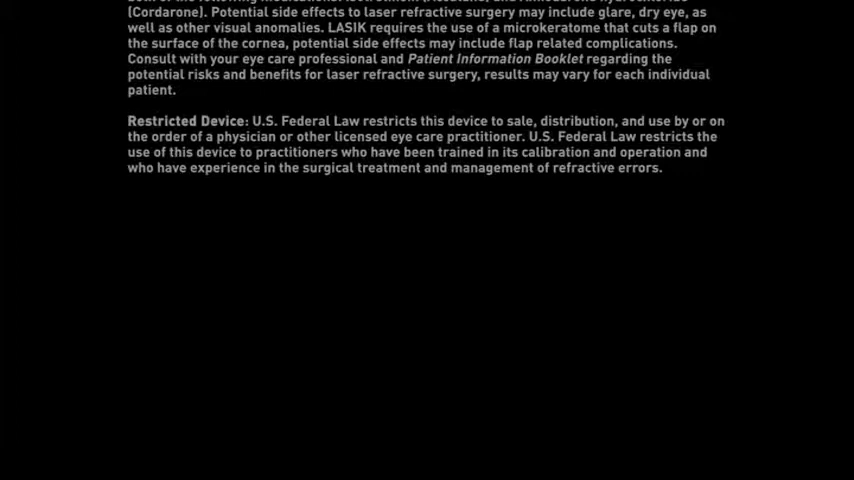 (Cordarone). Potential side effects to laser refractive surgery may include glare, dry eye, as
well as other visual anomalies. LASIK requires the use of a microkeratome that cuts a flap on
the surface of the cornea, potential side effects may include flap related complications.
Consult with your eye care professional and Patient Information Booklet regarding the
potential risks and benefits for laser refractive surgery, results may vary for each individual
patient.
Restricted Device: U.S. Federal Law restricts this device to sale, distribution, and use by or on
the order of a physician or other licensed eye care practitioner. U.S. Federal Law restricts the
use of this device to practitioners who have been trained in its calibration and operation and
who have experience in the surgical treatment and management of refractive errors.